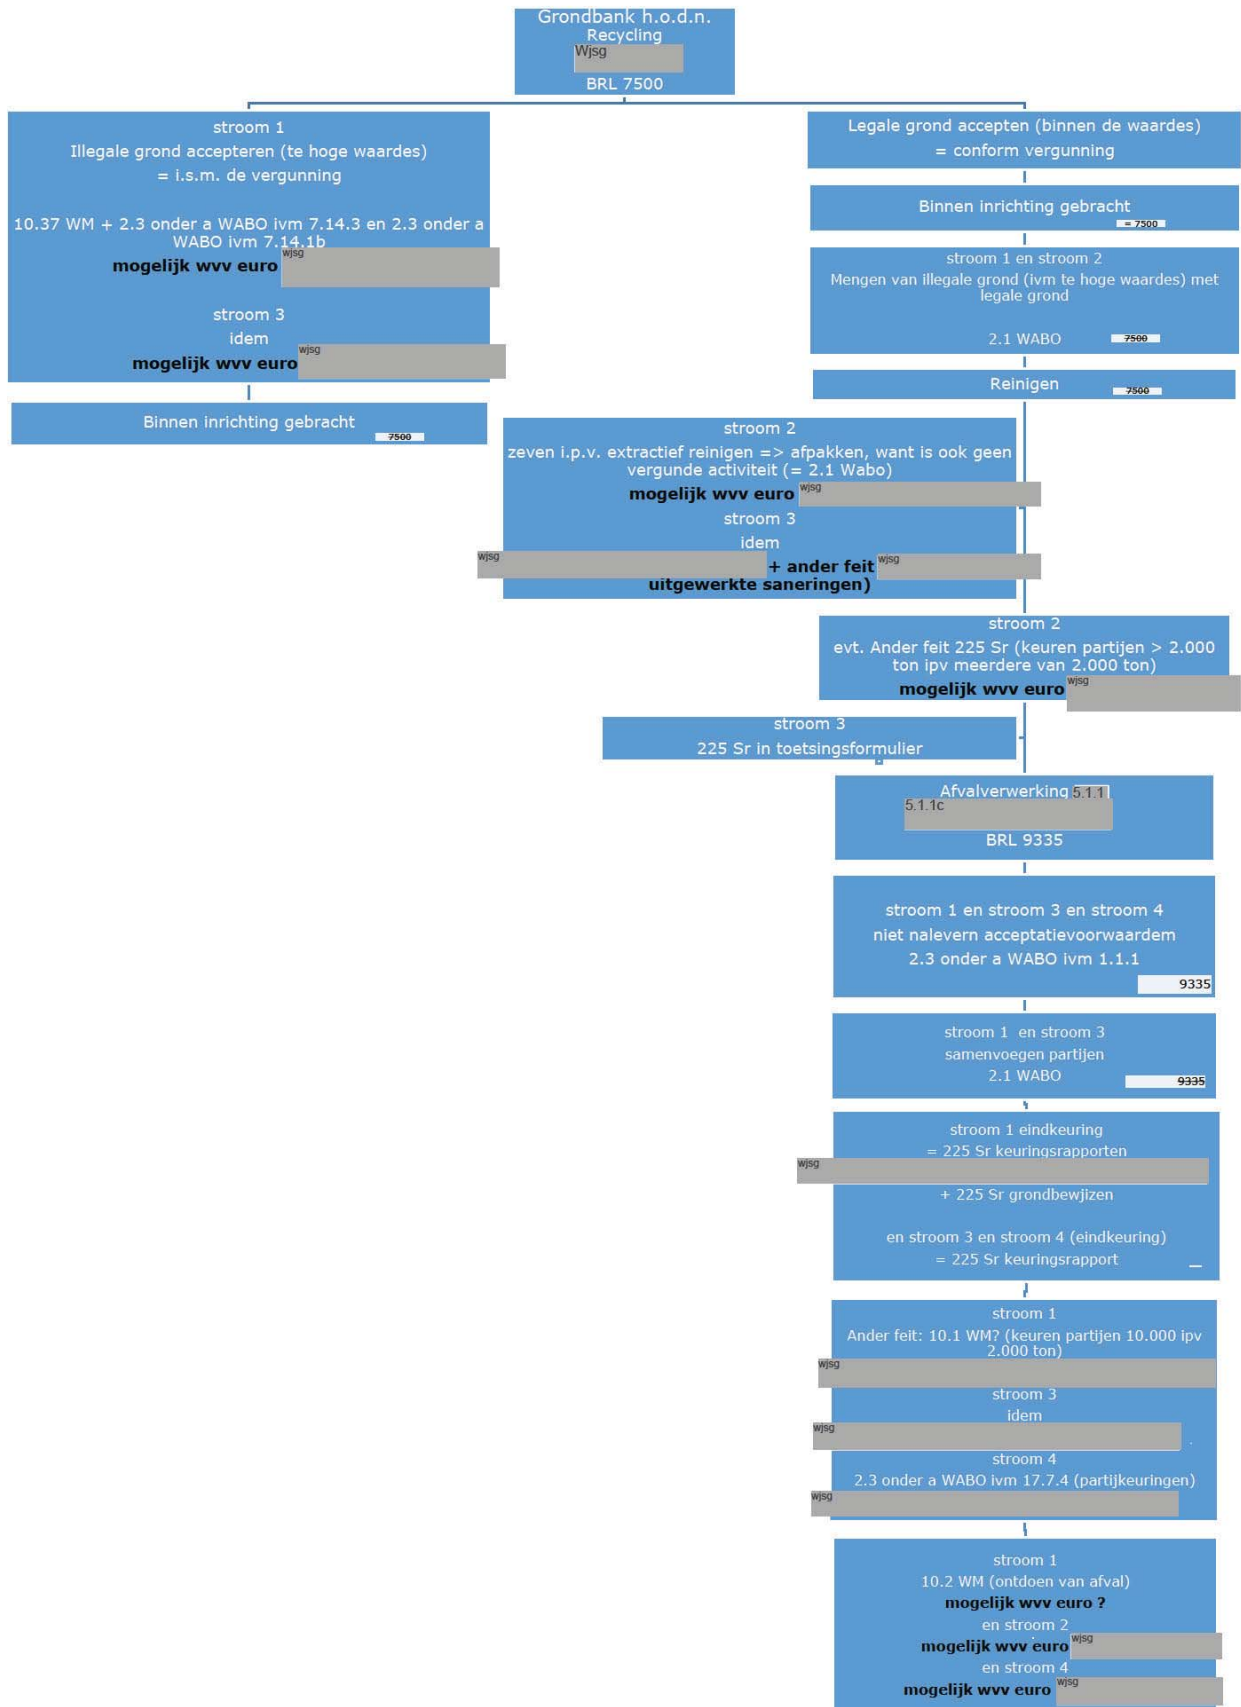 Grondbank h.o.d.n.
Recycling
Wjsg
BRL 7500
stroom 1
Illegale grond accepteren (te hoge waardes)
= i.s.m. de vergunning
10.37 WM + 2.3 onder a WABO ivm 7.14.3 en 2.3 onder a
WABO ivm 7.14.1b
mogelijk wvv euro wjsg
stroom 3
idem
mogelijk wvv euro wjsg
Binnen inrichting gebracht
7500
Legale grond accepten (binnen de waardes)
= conform vergunning
Binnen inrichting gebracht
= 7500
stroom 1 en stroom 2
Mengen van illegale grond (ivm te hoge waardes) met
legale grond
2.1 WABO 7500
Reinigen 7500
stroom 2
zeven i.p.v. extractief reinigen => afpakken, want is ook geen
vergunde activiteit (= 2.1 Wabo)
mogelijk wvv euro wjsg
stroom 3
idem
wjsg + ander feit wjsg
uitgewerkte saneringen)
stroom 2
evt. Ander feit 225 Sr (keuren partijen > 2.000
ton ipv meerdere van 2.000 ton)
mogelijk wvv euro wjsg
stroom 3
225 Sr in toetsingsformulier
Afvalverwerking 5.1.1
5.1.1c
BRL 9335
stroom 1 en stroom 3 en stroom 4
niet nalevern acceptatievoorwaardem
2.3 onder a WABO ivm 1.1.1
9335
stroom 1 en stroom 3
samenvoegen partijen
2.1 WABO 9335
stroom 1 eindkeuring
= 225 Sr keuringsrapporten
wjsg
+ 225 Sr grondbewjizen
en stroom 3 en stroom 4 (eindkeuring)
= 225 Sr keuringsrapport
stroom 1
Ander feit: 10.1 WM? (keuren partijen 10.000 ipv
2.000 ton)
wjsg
stroom 3
idem
wjsg
stroom 4
2.3 onder a WABO ivm 17.7.4 (partijkeuringen)
wjsg
stroom 1
10.2 WM (ontdoen van afval)
mogelijk wvv euro ?
en stroom 2
mogelijk wvv euro wjsg
en stroom 4
mogelijk wvv euro wjsg